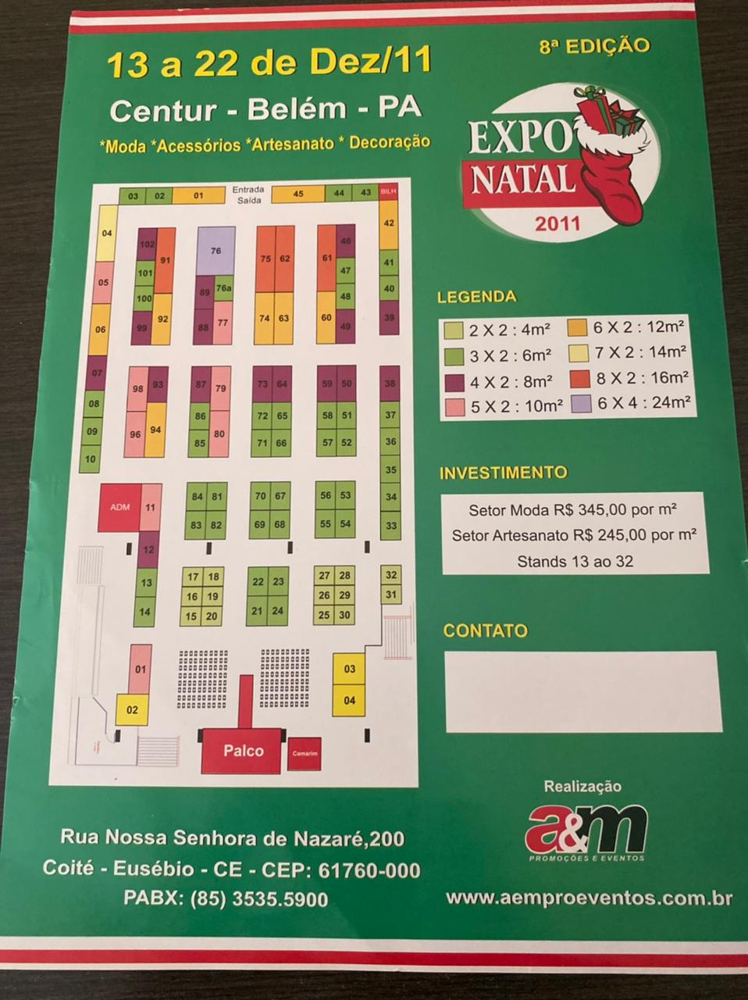 13 a 22 de Dez/11
8ª EDIÇÃO
Centur - Belém - PA
*Moda *Acessórios *Artesanato * Decoração
EXPO
NATAL
2011
03 02 01 Entrada Saída 45 44 43 BILH
04 42
102 91 76 75 62 61 46
101 47 41
05 100 89 76a 48 40
06 99 92 88 77 74 63 60 49 39
07 98 93 87 79 73 64 59 50 38
08 86 72 65 58 51 37
09 96 94 85 80 71 66 57 52 36
10 35
ADM 11 84 81 70 67 56 53 34
83 82 69 68 55 54 33
12
13 17 18 22 23 27 28 32
16 19 26 29 31
14 15 20 21 24 25 30
01 03
02 04
Palco Camarim
LEGENDA
2 X 2 : 4m² 6 X 2 : 12m²
3 X 2 : 6m² 7 X 2 : 14m²
4 X 2 : 8m² 8 X 2 : 16m²
5 X 2 : 10m² 6 X 4 : 24m²
INVESTIMENTO
Setor Moda R$ 345,00 por m²
Setor Artesanato R$ 245,00 por m²
Stands 13 ao 32
CONTATO
Realização
a&m
PROMOÇÕES E EVENTOS
Rua Nossa Senhora de Nazaré,200
Coité - Eusébio - CE - CEP: 61760-000
PABX: (85) 3535.5900
www.aemproeventos.com.br